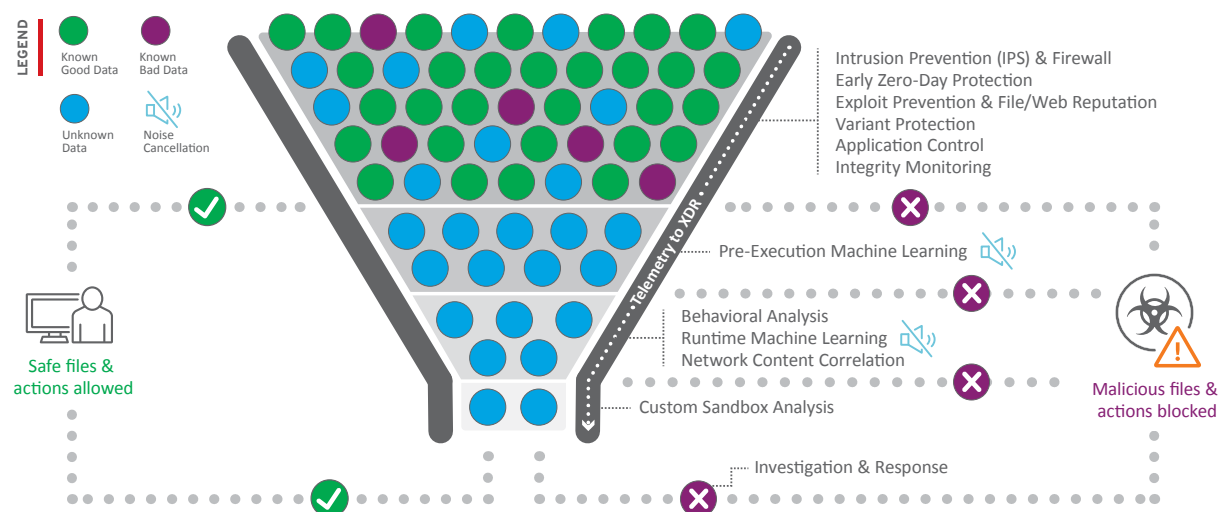 LEGEND
Known
Good Data
Known
Bad Data
Unknown
Data
Noise
Cancellation
Intrusion Prevention (IPS) & Firewall
Early Zero-Day Protection
Exploit Prevention & File/Web Reputation
Variant Protection
Application Control
Integrity Monitoring
Telemetry to XDR
Pre-Execution Machine Learning
Behavioral Analysis
Runtime Machine Learning
Network Content Correlation
Safe files &
actions allowed
Malicious files &
actions blocked
Custom Sandbox Analysis
Investigation & Response